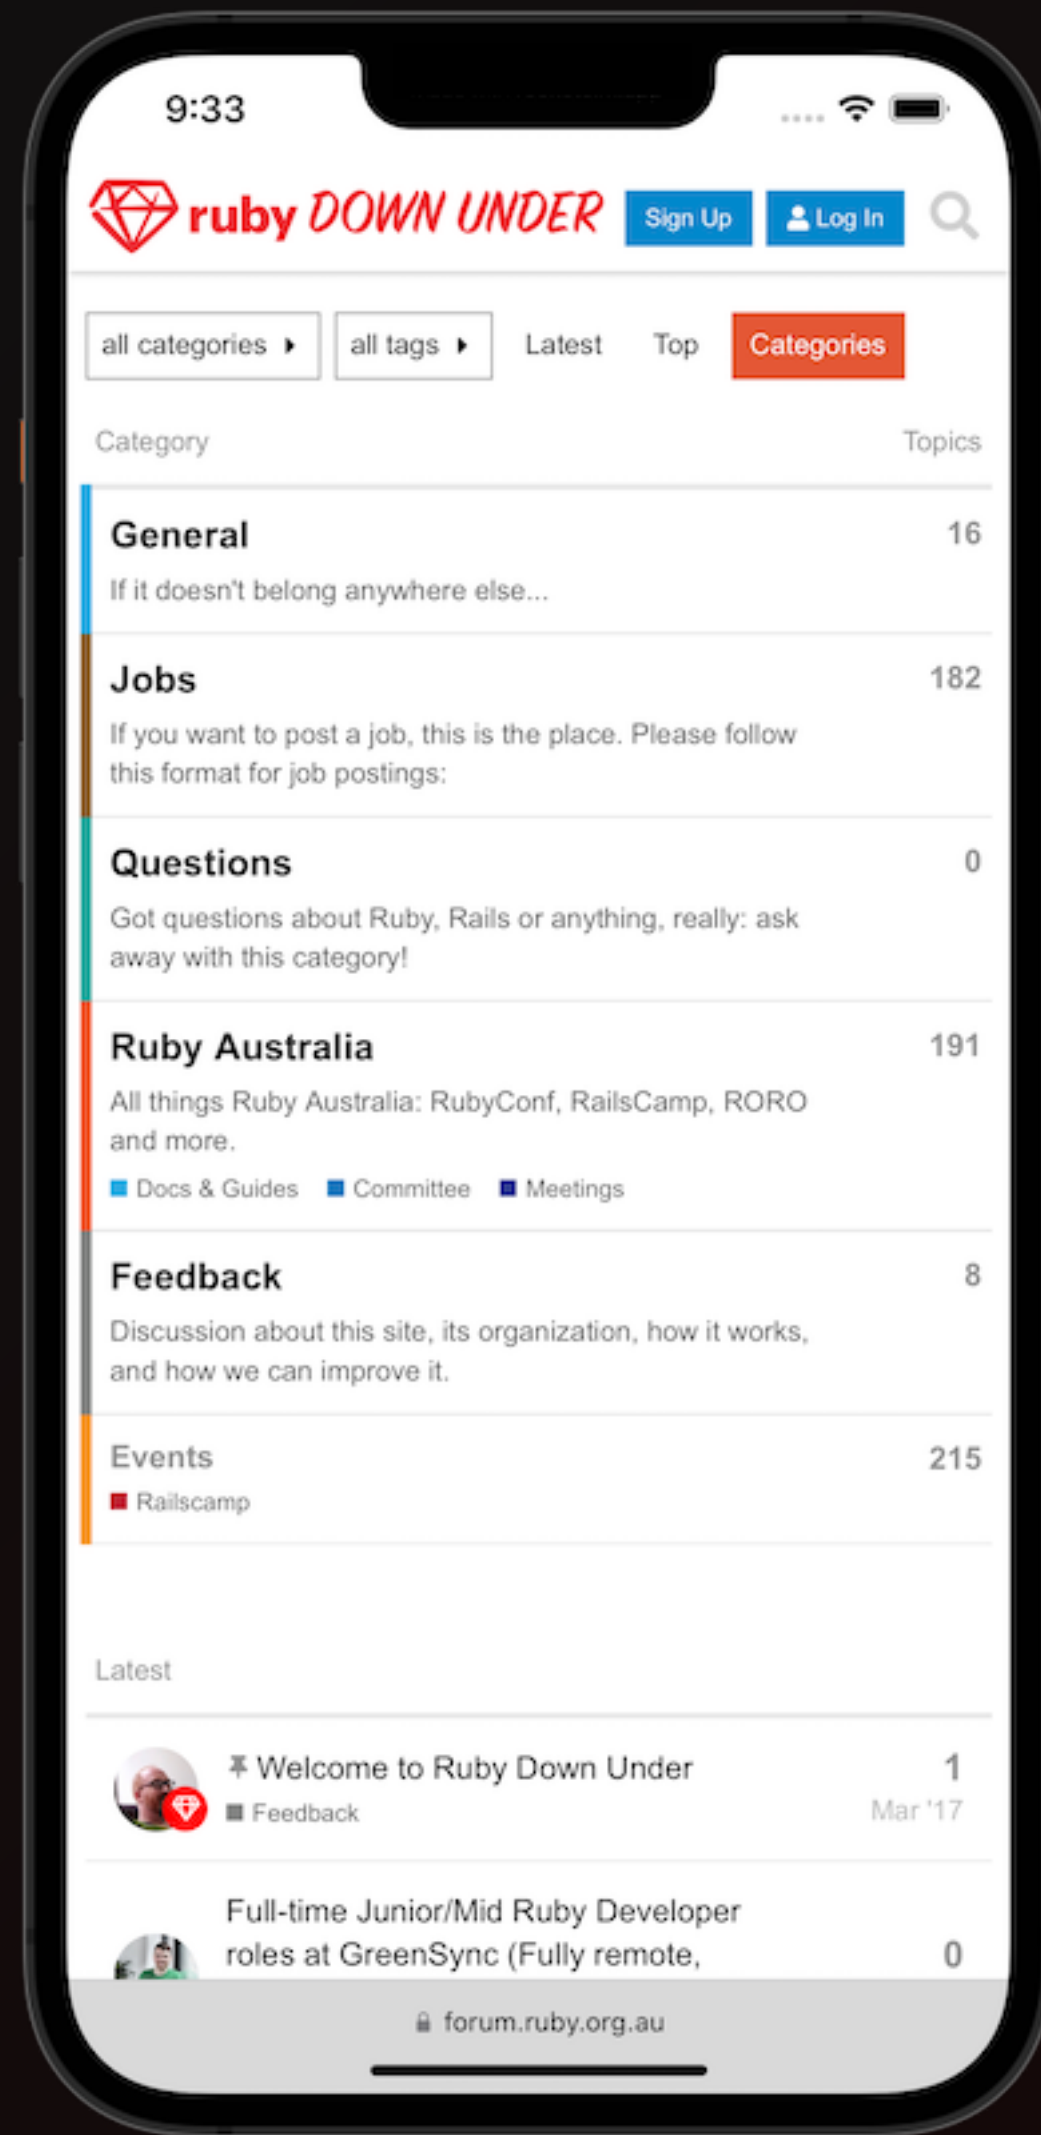 9:33
ruby DOWN UNDER
Sign Up
Log In
all categories
all tags
Latest
Top
Categories
Category
Topics
General
16
If it doesn't belong anywhere else...
Jobs
182
If you want to post a job, this is the place. Please follow
this format for job postings:
Questions
0
Got questions about Ruby, Rails or anything, really: ask
away with this category!
Ruby Australia
191
All things Ruby Australia: RubyConf, RailsCamp, RORO
and more.
Docs & Guides
Committee
Meetings
Feedback
8
Discussion about this site, its organization, how it works,
and how we can improve it.
Events
215
Railscamp
Latest
Welcome to Ruby Down Under
1
Feedback
Mar '17
Full-time Junior/Mid Ruby Developer
roles at GreenSync (Fully remote,
0
forum.ruby.org.au